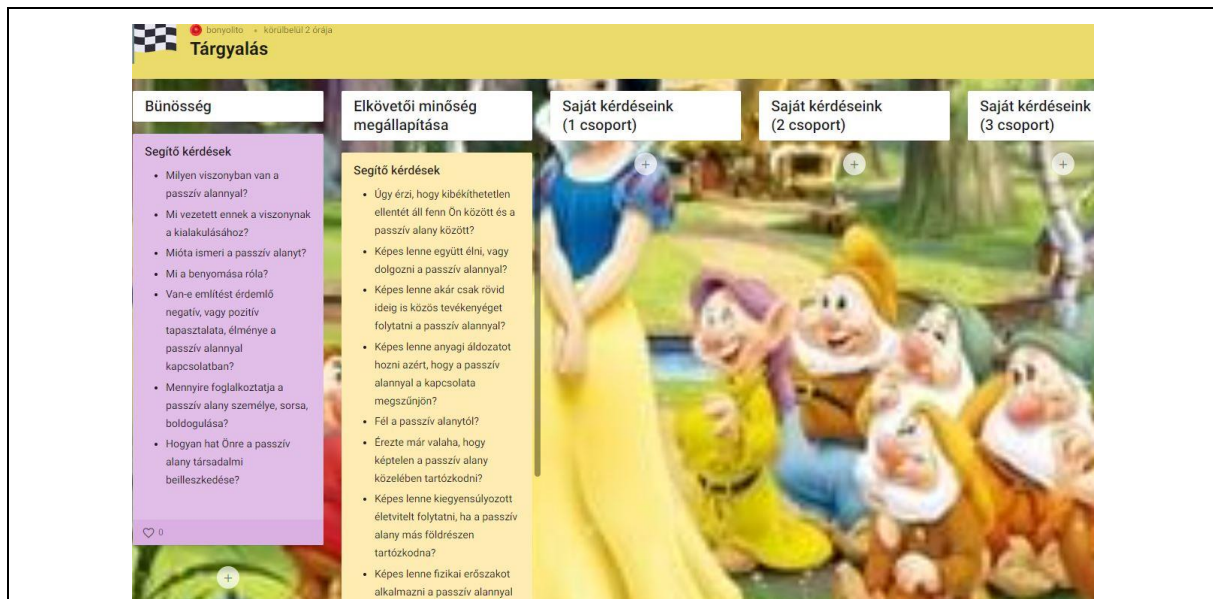 bonyolito • körülbelül 2 órája
Tárgyalás
Bűnösség
Segítő kérdések
• Milyen viszonyban van a
passzív alannyal?
• Mi vezetett ennek a viszonynak
a kialakulásához?
• Mióta ismeri a passzív alanyt?
• Mi a benyomása róla?
• Van-e említést érdemlő
negatív, vagy pozitív
tapasztalata, élménye a
passzív alannyal
kapcsolatban?
• Mennyire foglalkoztatja a
passzív alany személye, sorsa,
boldogulása?
• Hogyan hat Önre a passzív
alany társadalmi
beilleszkedése?
0
Elkövetői minőség
megállapítása
Segítő kérdések
• Úgy érzi, hogy kibékíthetetlen
ellentét áll fenn Ön között és a
passzív alany között?
• Képes lenne együtt élni, vagy
dolgozni a passzív alannyal?
• Képes lenne akár csak rövid
ideig is közös tevékenyéget
folytatni a passzív alannyal?
• Képes lenne anyagi áldozatot
hozni azért, hogy a passzív
alannyal a kapcsolata
megszűnjön?
• Fél a passzív alanytól?
• Érezte már valaha, hogy
képtelen a passzív alany
közelében tartózkodni?
• Képes lenne kiegyensúlyozott
életvitelt folytatni, ha a passzív
alany más földrészen
tartózkodna?
• Képes lenne fizikai erőszakot
alkalmazni a passzív alannyal
Saját kérdéseink
(1 csoport)
Saját kérdéseink
(2 csoport)
Saját kérdéseink
(3 csoport)